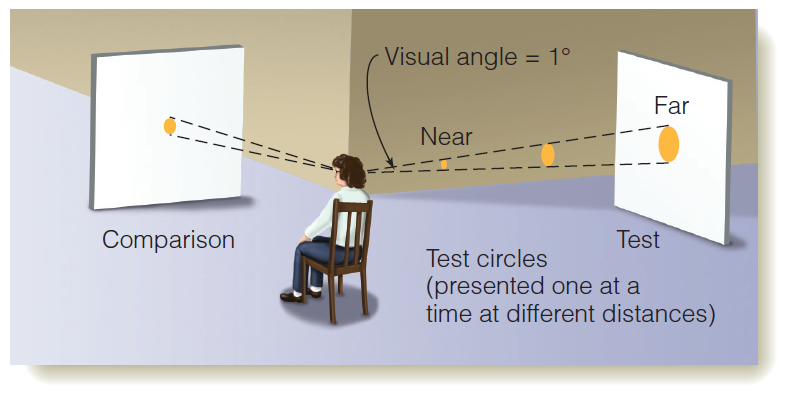 Visual angle = 1°
Far
Near
Comparison
Test
Test circles
(presented one at a
time at different distances)